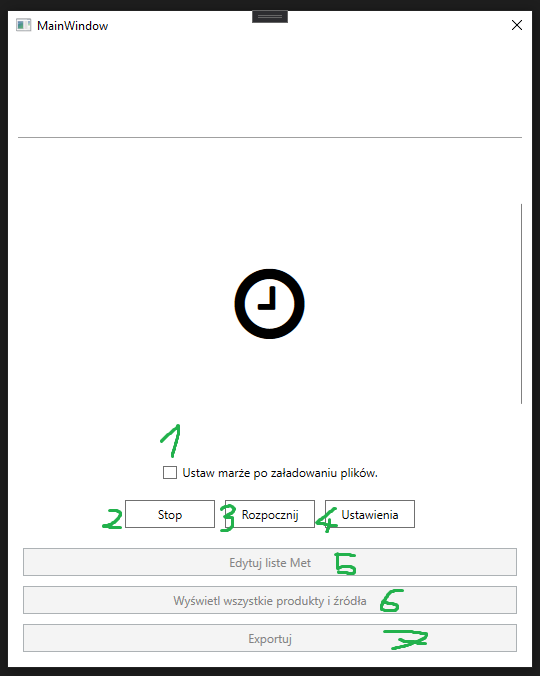 MainWindow
1
Ustaw marże po załadowaniu plików.
2 Stop 3 Rozpocznij 4 Ustawienia
Edytuj liste Met 5
Wyświetl wszystkie produkty i źródła 6
Exportuj 7